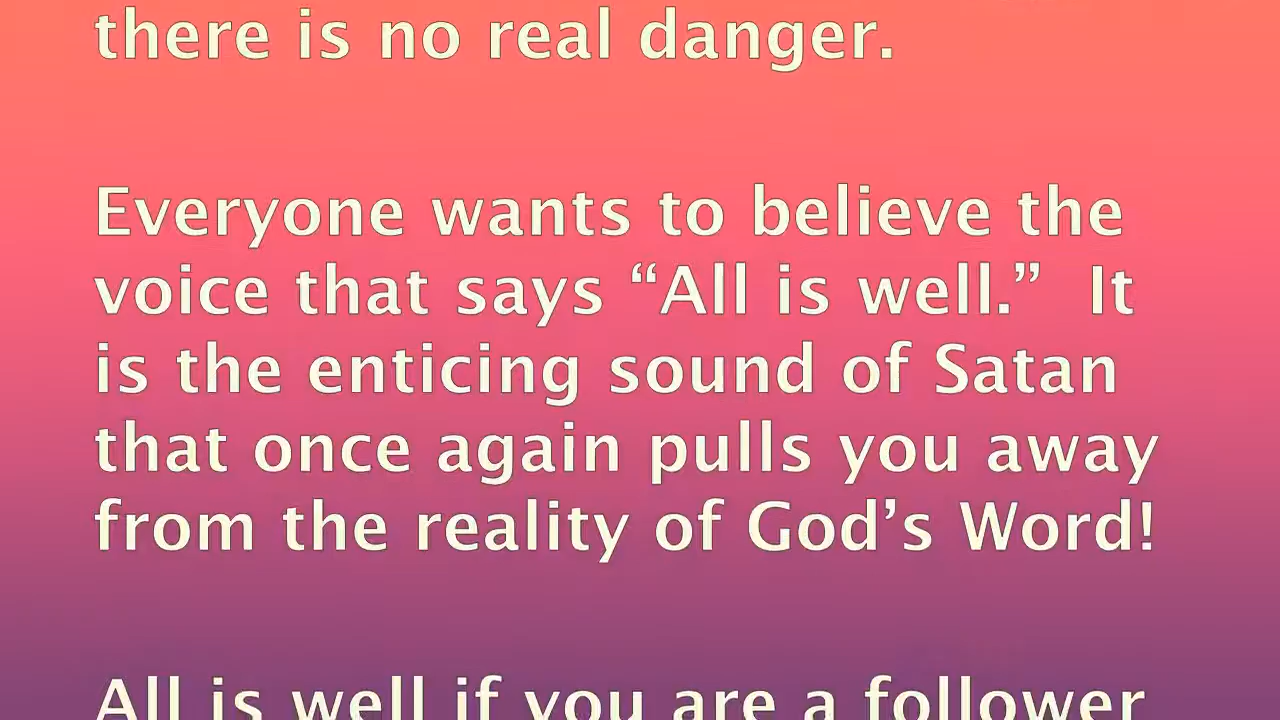 there is no real danger.
Everyone wants to believe the
voice that says “All is well.”  It
is the enticing sound of Satan
that once again pulls you away
from the reality of God’s Word!
All is well if you are a follower